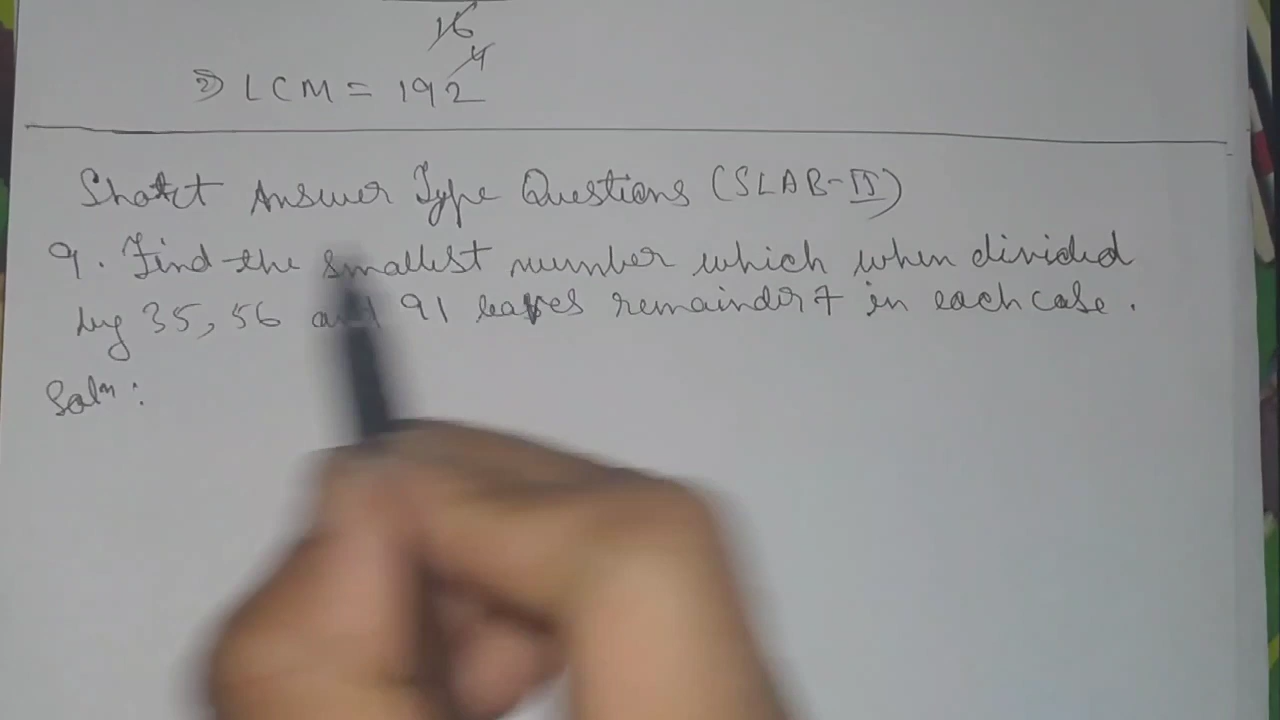 16
4
⇒ LCM = 192
Short Answer Type Questions (SLAB-II)
9. Find the smallest number which when divided
by 35, 56 and 91 leaves remainder 7 in each case.
Solⁿ: